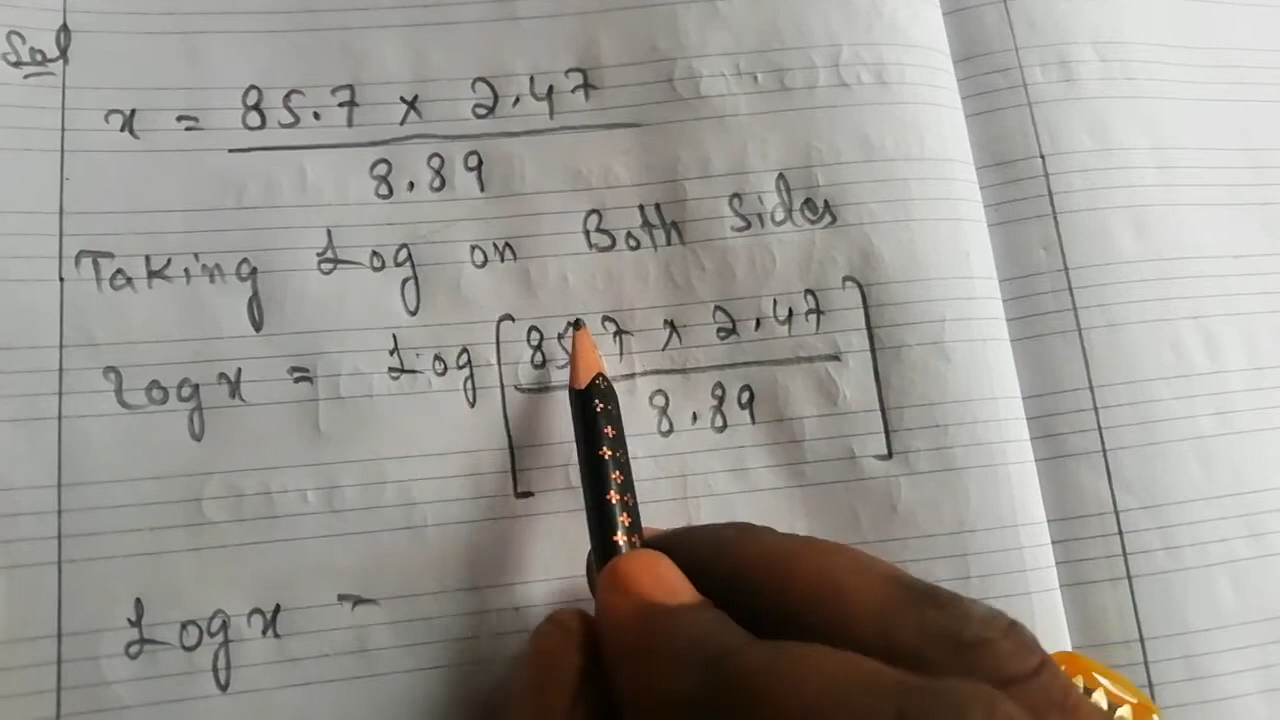 Sol
x = 85.7 × 2.47
8.89
Taking Log on Both Sides
log x = Log [ 85.7 × 2.47
8.89 ]
Log x =